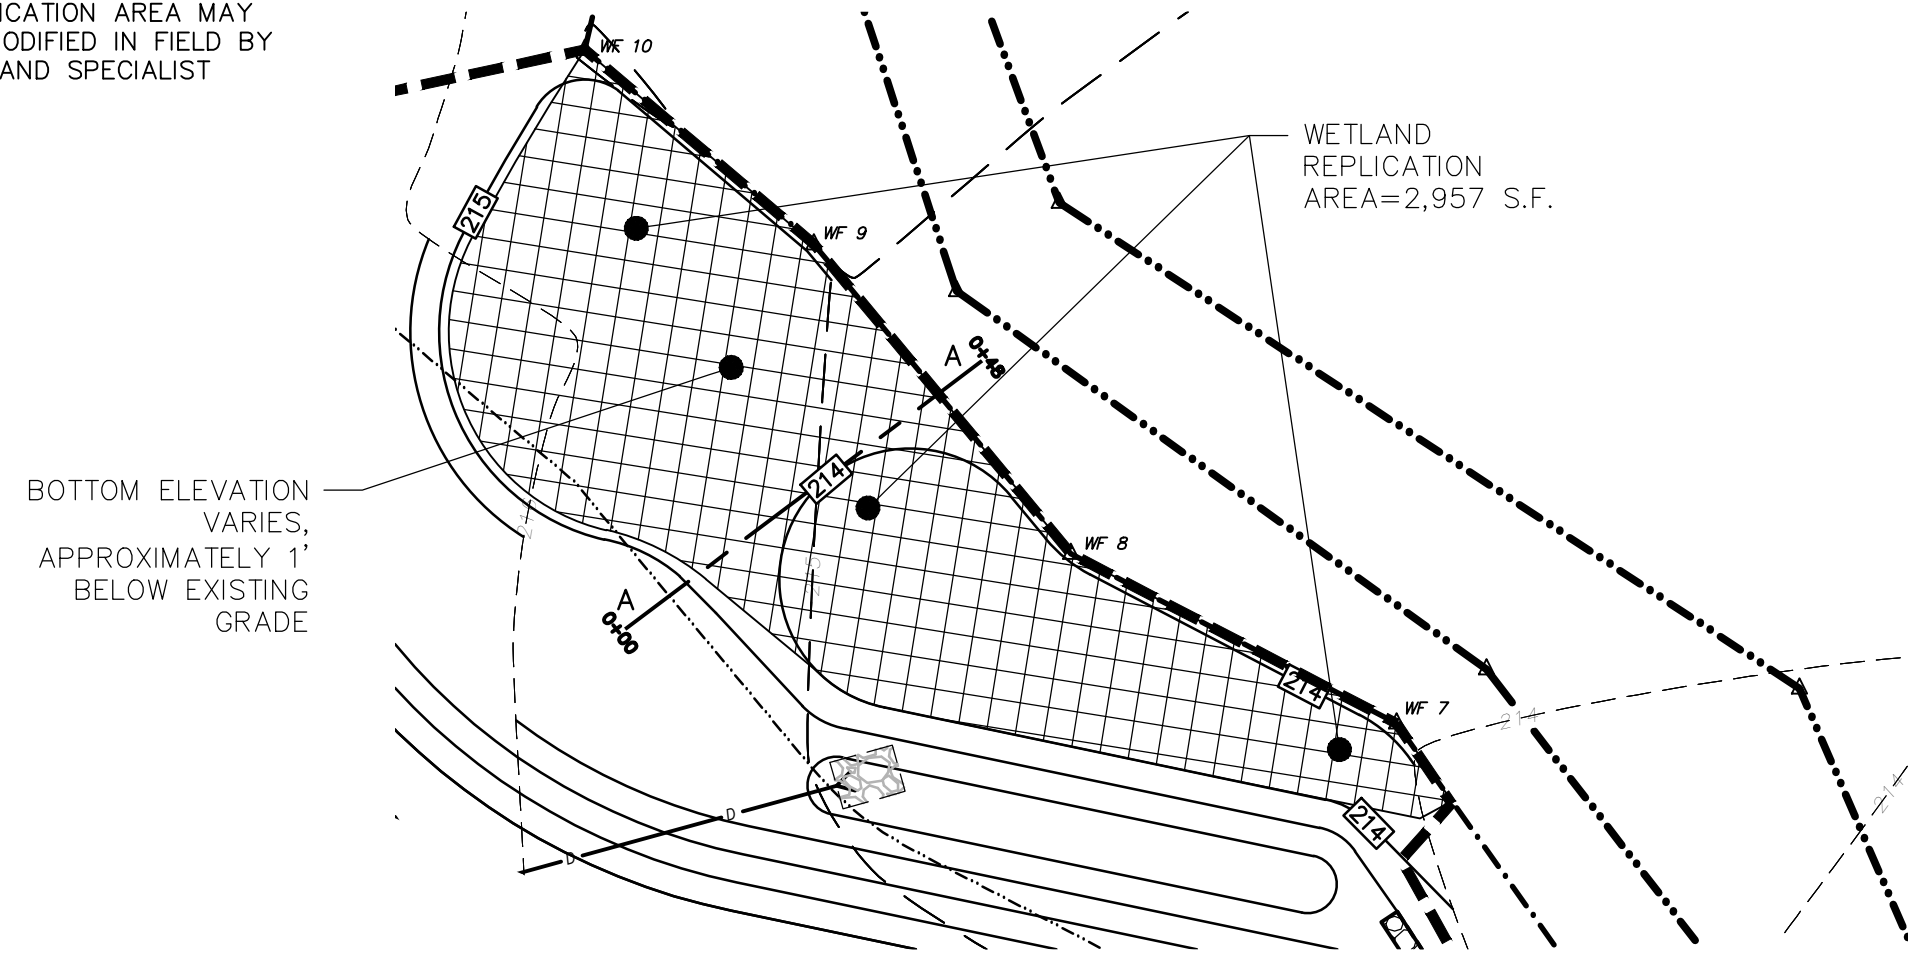 ICATION AREA MAY
ODIFIED IN FIELD BY
AND SPECIALIST
WF 10
WETLAND
REPLICATION
AREA=2,957 S.F.
215
WF 9
A
0+48
214
BOTTOM ELEVATION
VARIES,
APPROXIMATELY 1'
BELOW EXISTING
GRADE
WF 8
215
A
0+00
214
WF 7
214
214
214
D
D